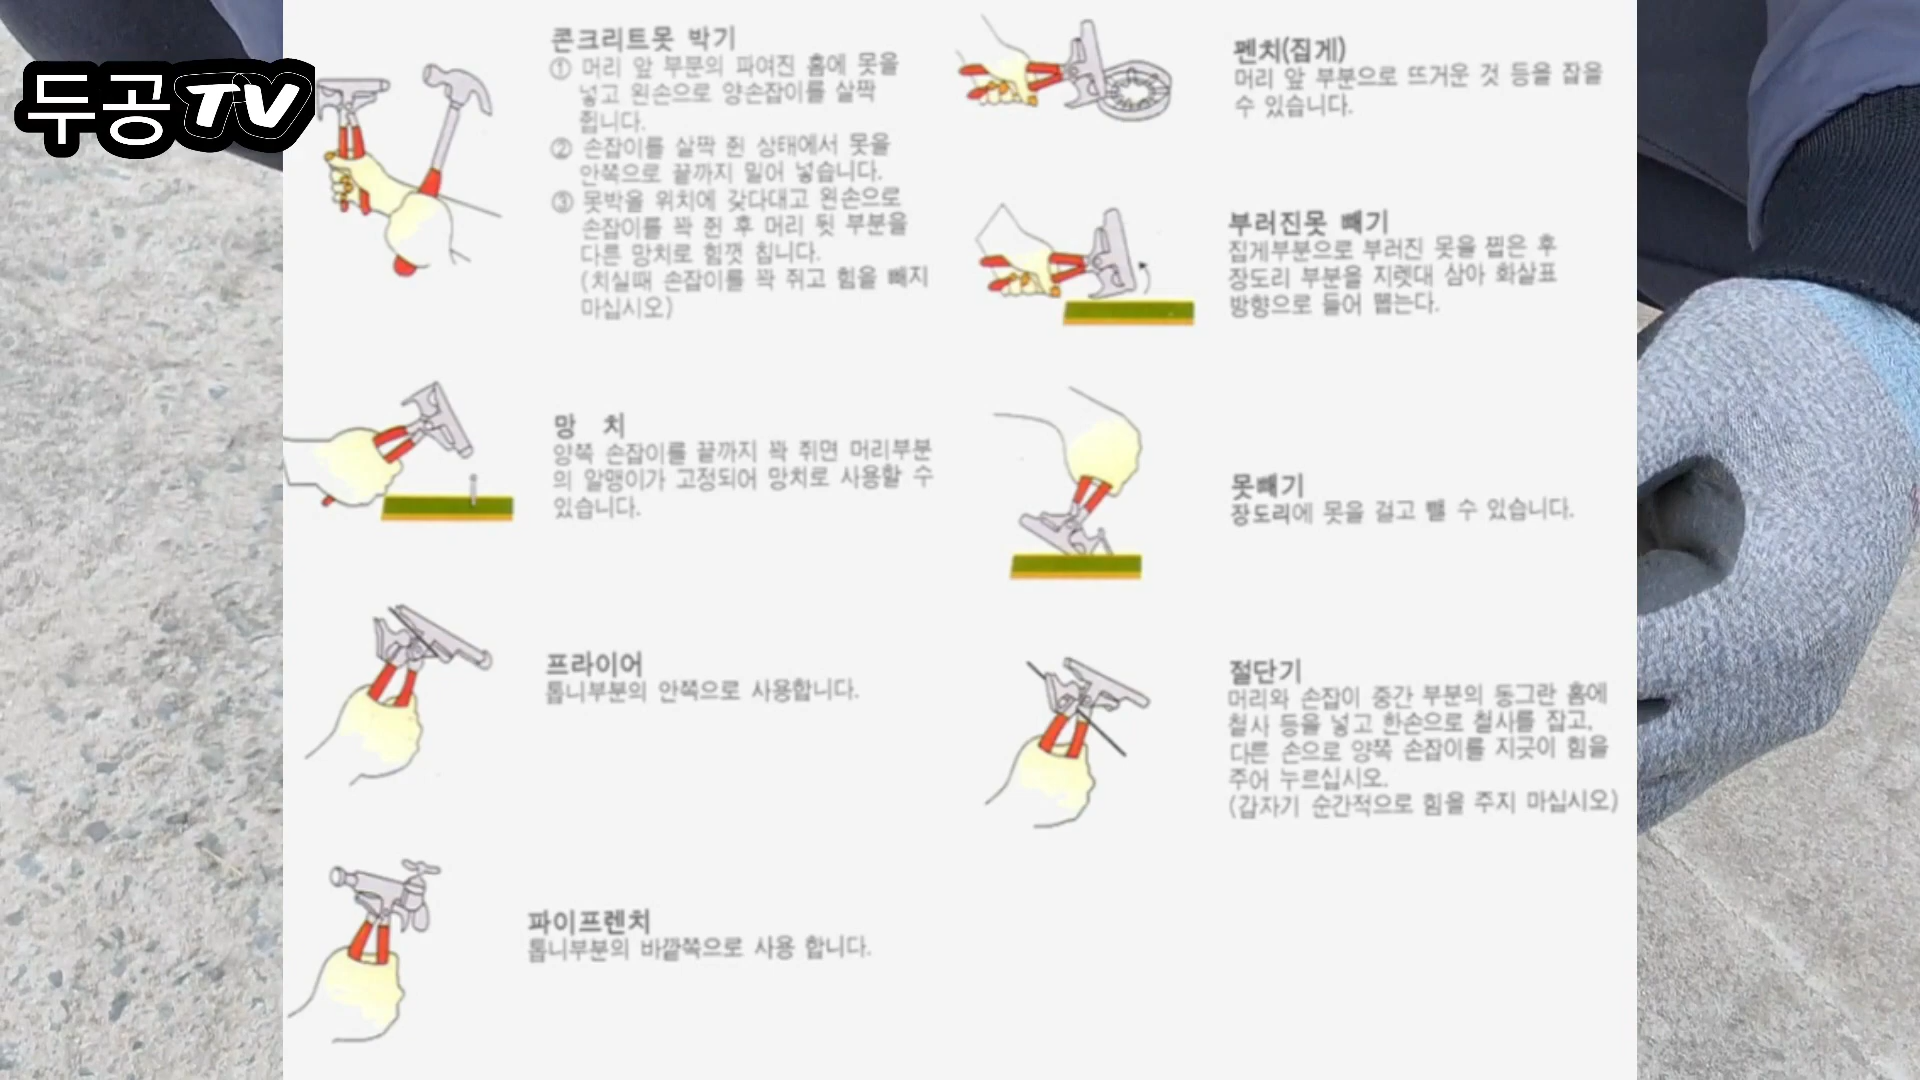 두공TV
콘크리트못 박기
① 머리 앞 부분의 파여진 홈에 못을
넣고 왼손으로 양손잡이를 살짝
쥡니다.
② 손잡이를 살짝 쥔 상태에서 못을
안쪽으로 끝까지 밀어 넣습니다.
③ 못박을 위치에 갖다대고 왼손으로
손잡이를 꽉 쥔 후 머리 뒷 부분을
다른 망치로 힘껏 칩니다.
(치실때 손잡이를 꽉 쥐고 힘을 빼지
마십시오)
망 치
양쪽 손잡이를 끝까지 꽉 쥐면 머리부분
의 알맹이가 고정되어 망치로 사용할 수
있습니다.
프라이어
톱니부분의 안쪽으로 사용합니다.
파이프렌치
톱니부분의 바깥쪽으로 사용 합니다.
펜치(집게)
머리 앞 부분으로 뜨거운 것 등을 잡을
수 있습니다.
부러진못 빼기
집게부분으로 부러진 못을 찝은 후
장도리 부분을 지렛대 삼아 화살표
방향으로 들어 뽑는다.
못빼기
장도리에 못을 걸고 뺄 수 있습니다.
절단기
머리와 손잡이 중간 부분의 동그란 홈에
철사 등을 넣고 한손으로 철사를 잡고,
다른 손으로 양쪽 손잡이를 지긋이 힘을
주어 누르십시오.
(갑자기 순간적으로 힘을 주지 마십시오)